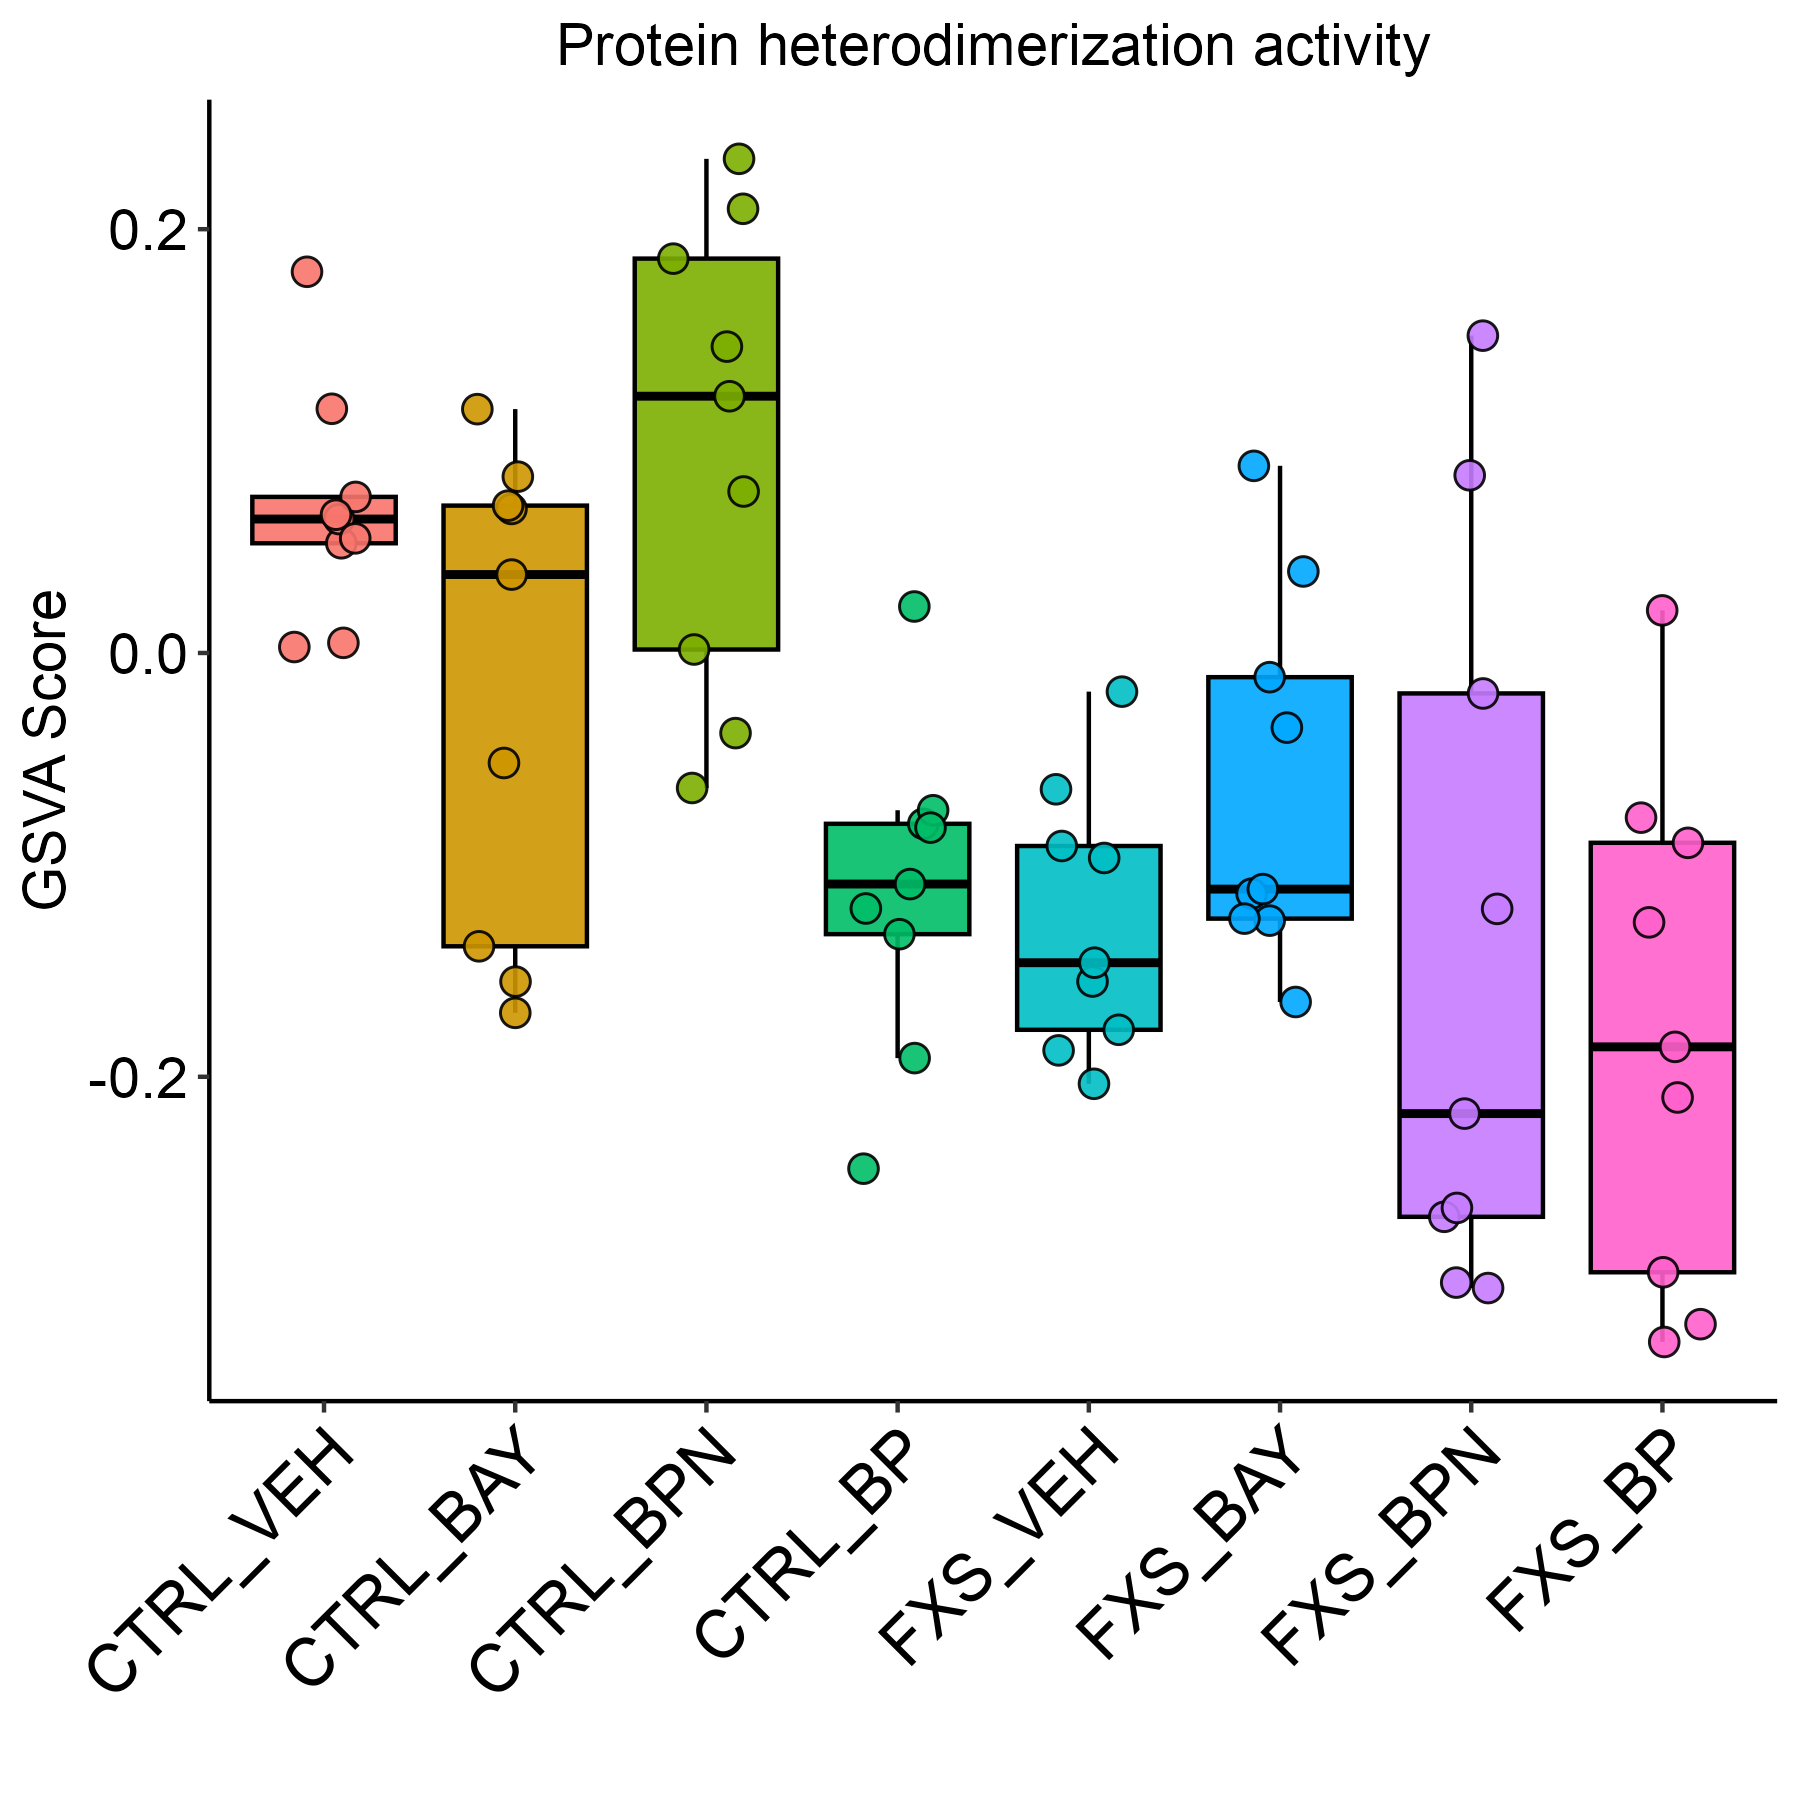 Protein heterodimerization activity
GSVA Score
0.2
0.0
-0.2
CTRL_VEH
CTRL_BAY
CTRL_BPN
CTRL_BP
FXS_VEH
FXS_BAY
FXS_BPN
FXS_BP